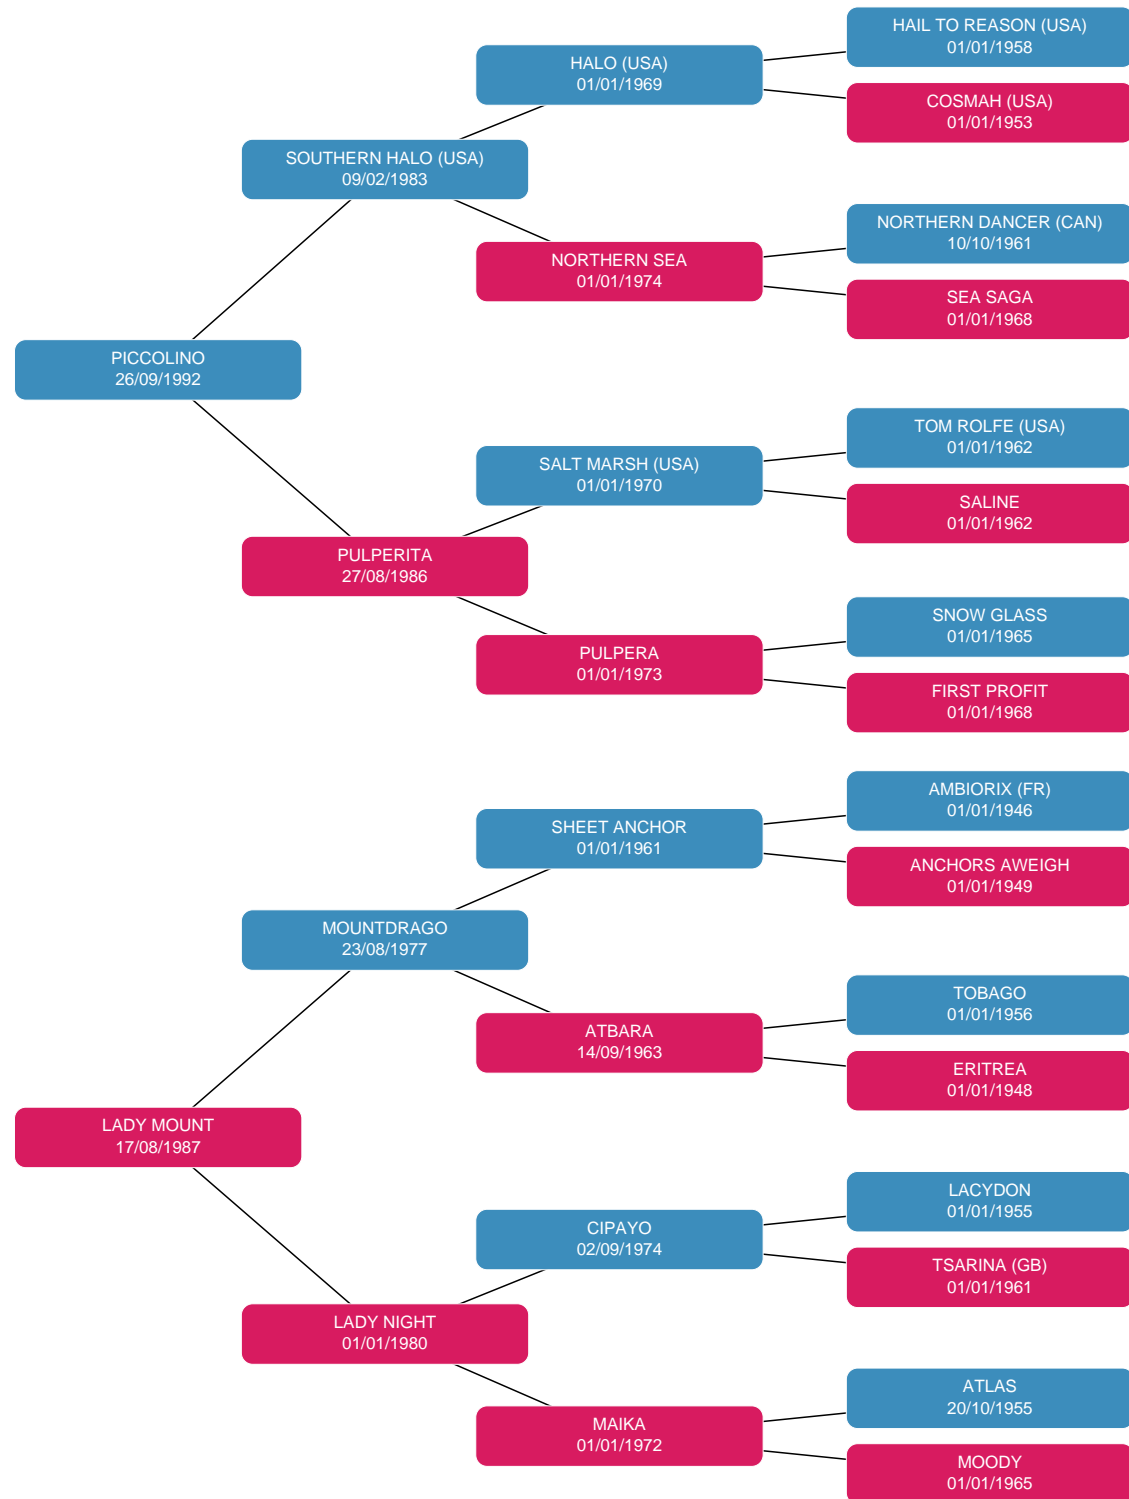 HAIL TO REASON (USA)
01/01/1958
HALO (USA)
01/01/1969
COSMAH (USA)
01/01/1953
SOUTHERN HALO (USA)
09/02/1983
NORTHERN DANCER (CAN)
10/10/1961
NORTHERN SEA
01/01/1974
SEA SAGA
01/01/1968
PICCOLINO
26/09/1992
TOM ROLFE (USA)
01/01/1962
SALT MARSH (USA)
01/01/1970
SALINE
01/01/1962
PULPERITA
27/08/1986
SNOW GLASS
01/01/1965
PULPERA
01/01/1973
FIRST PROFIT
01/01/1968
AMBIORIX (FR)
01/01/1946
SHEET ANCHOR
01/01/1961
ANCHORS AWEIGH
01/01/1949
MOUNTDRAGO
23/08/1977
TOBAGO
01/01/1956
ATBARA
14/09/1963
ERITREA
01/01/1948
LADY MOUNT
17/08/1987
LACYDON
01/01/1955
CIPAYO
02/09/1974
TSARINA (GB)
01/01/1961
LADY NIGHT
01/01/1980
ATLAS
20/10/1955
MAIKA
01/01/1972
MOODY
01/01/1965